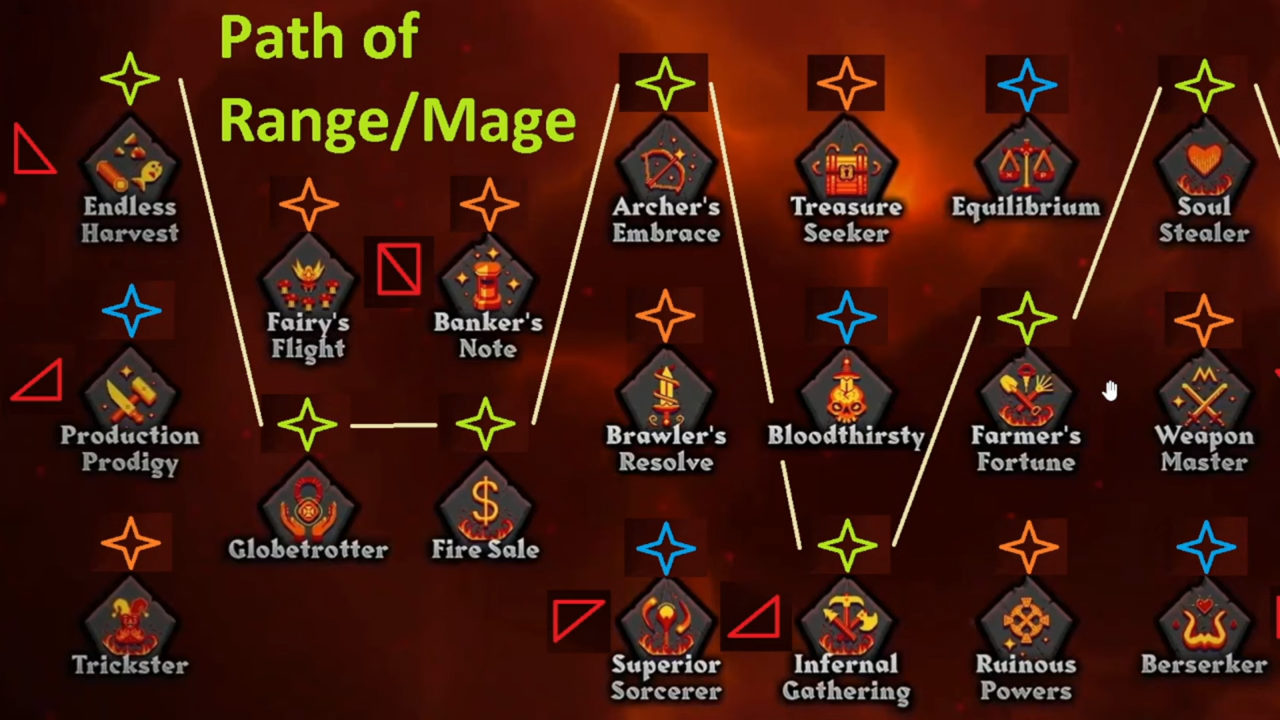 Path of
Range/Mage
Endless
Harvest
Fairy's
Flight
Banker's
Note
Archer's
Embrace
Treasure
Seeker
Equilibrium
Soul
Stealer
Production
Prodigy
Globetrotter
Fire Sale
Brawler's
Resolve
Bloodthirsty
Farmer's
Fortune
Weapon
Master
Trickster
Superior
Sorcerer
Infernal
Gathering
Ruinous
Powers
Berserker